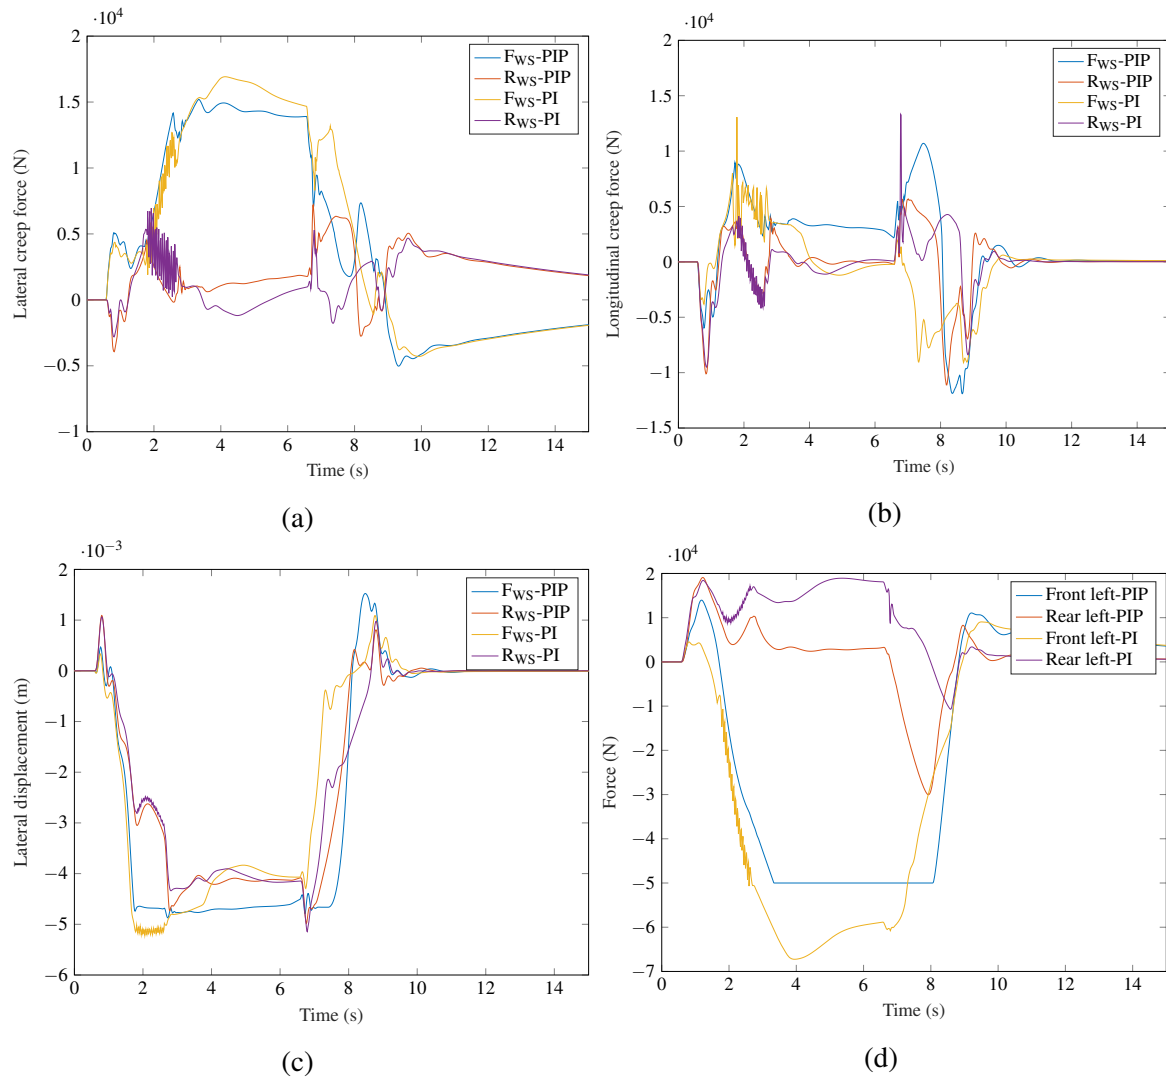 ·10⁴
2
1.5
1
0.5
0
−0.5
−1
0 2 4 6 8 10 12 14
Lateral creep force (N)
Time (s)
F_WS-PIP
R_WS-PIP
F_WS-PI
R_WS-PI
(a)
·10⁴
2
1.5
1
0.5
0
−0.5
−1
−1.5
0 2 4 6 8 10 12 14
Longitudinal creep force (N)
Time (s)
F_WS-PIP
R_WS-PIP
F_WS-PI
R_WS-PI
(b)
·10⁻³
2
1
0
−1
−2
−3
−4
−5
−6
0 2 4 6 8 10 12 14
Lateral displacement (m)
Time (s)
F_WS-PIP
R_WS-PIP
F_WS-PI
R_WS-PI
(c)
·10⁴
2
1
0
−1
−2
−3
−4
−5
−6
−7
0 2 4 6 8 10 12 14
Force (N)
Time (s)
Front left-PIP
Rear left-PIP
Front left-PI
Rear left-PI
(d)